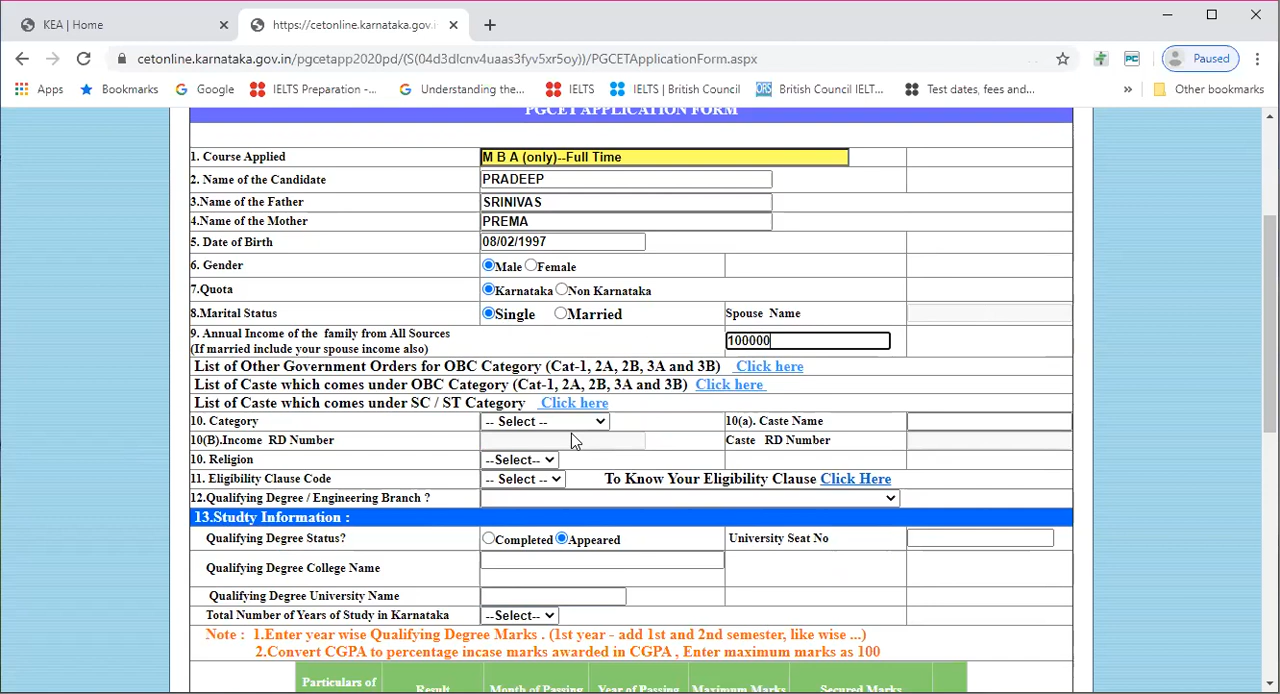 KEA | Home
https://cetonline.karnataka.gov.i
cetonline.karnataka.gov.in/pgcetapp2020pd/(S(04d3dlcnv4uaas3fyv5xr5oy))/PGCETApplicationForm.aspx
PC
Paused
Apps
Bookmarks
Google
IELTS Preparation -...
Understanding the...
IELTS
IELTS | British Council
ORS
British Council IELT...
Test dates, fees and...
»
Other bookmarks
PGCET APPLICATION FORM
1. Course Applied
M B A (only)--Full Time
2. Name of the Candidate
PRADEEP
3.Name of the Father
SRINIVAS
4.Name of the Mother
PREMA
5. Date of Birth
08/02/1997
6. Gender
Male Female
7.Quota
Karnataka Non Karnataka
8.Marital Status
Single Married
Spouse Name
9. Annual Income of the family from All Sources
(If married include your spouse income also)
100000
List of Other Government Orders for OBC Category (Cat-1, 2A, 2B, 3A and 3B) Click here
List of Caste which comes under OBC Category (Cat-1, 2A, 2B, 3A and 3B) Click here
List of Caste which comes under SC / ST Category Click here
10. Category
-- Select --
10(a). Caste Name
10(B).Income RD Number
Caste RD Number
10. Religion
--Select--
11. Eligibility Clause Code
-- Select --
To Know Your Eligibility Clause Click Here
12.Qualifying Degree / Engineering Branch ?
13.Studty Information :
Qualifying Degree Status?
Completed Appeared
University Seat No
Qualifying Degree College Name
Qualifying Degree University Name
Total Number of Years of Study in Karnataka
--Select--
Note : 1.Enter year wise Qualifying Degree Marks . (1st year - add 1st and 2nd semester, like wise ...)
2.Convert CGPA to percentage incase marks awarded in CGPA , Enter maximum marks as 100
Particulars of
Result
Month of Passing
Year of Passing
Maximum Marks
Secured Marks